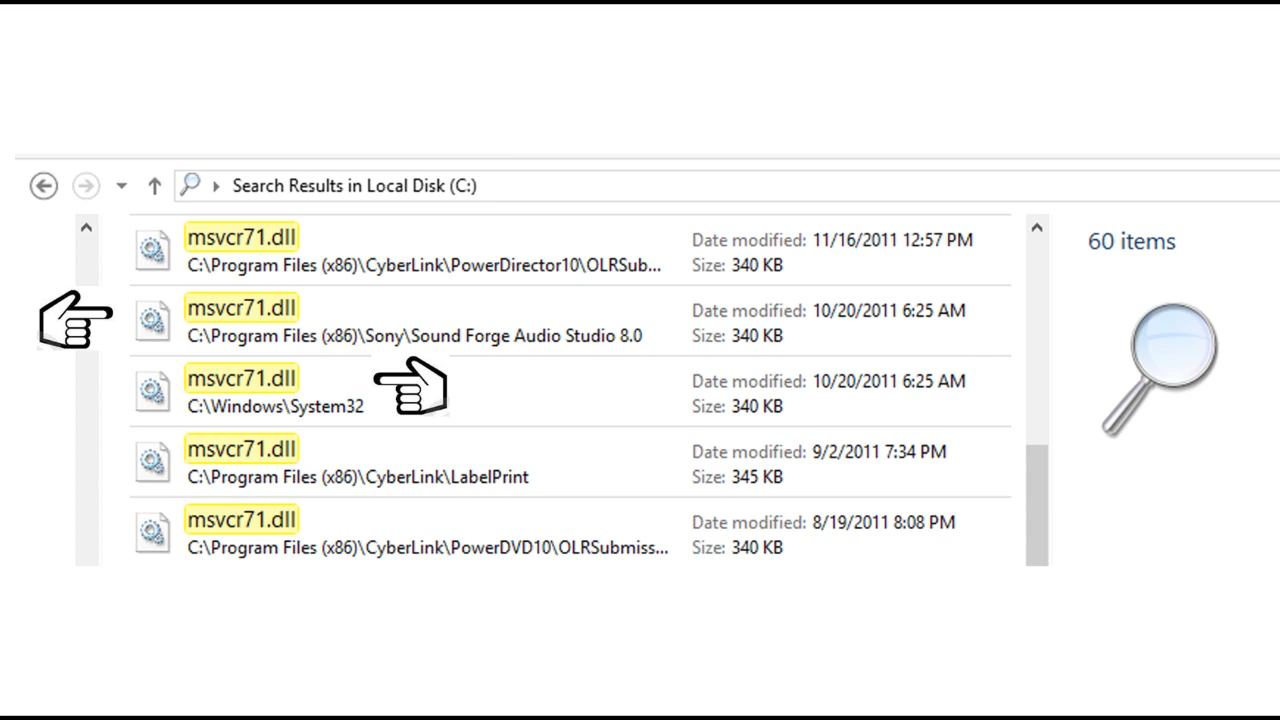 Search Results in Local Disk (C:)
msvcr71.dll
C:\Program Files (x86)\CyberLink\PowerDirector10\OLRSub...
Date modified: 11/16/2011 12:57 PM
Size: 340 KB
msvcr71.dll
C:\Program Files (x86)\Sony\Sound Forge Audio Studio 8.0
Date modified: 10/20/2011 6:25 AM
Size: 340 KB
msvcr71.dll
C:\Windows\System32
Date modified: 10/20/2011 6:25 AM
Size: 340 KB
msvcr71.dll
C:\Program Files (x86)\CyberLink\LabelPrint
Date modified: 9/2/2011 7:34 PM
Size: 345 KB
msvcr71.dll
C:\Program Files (x86)\CyberLink\PowerDVD10\OLRSubmiss...
Date modified: 8/19/2011 8:08 PM
Size: 340 KB
60 items